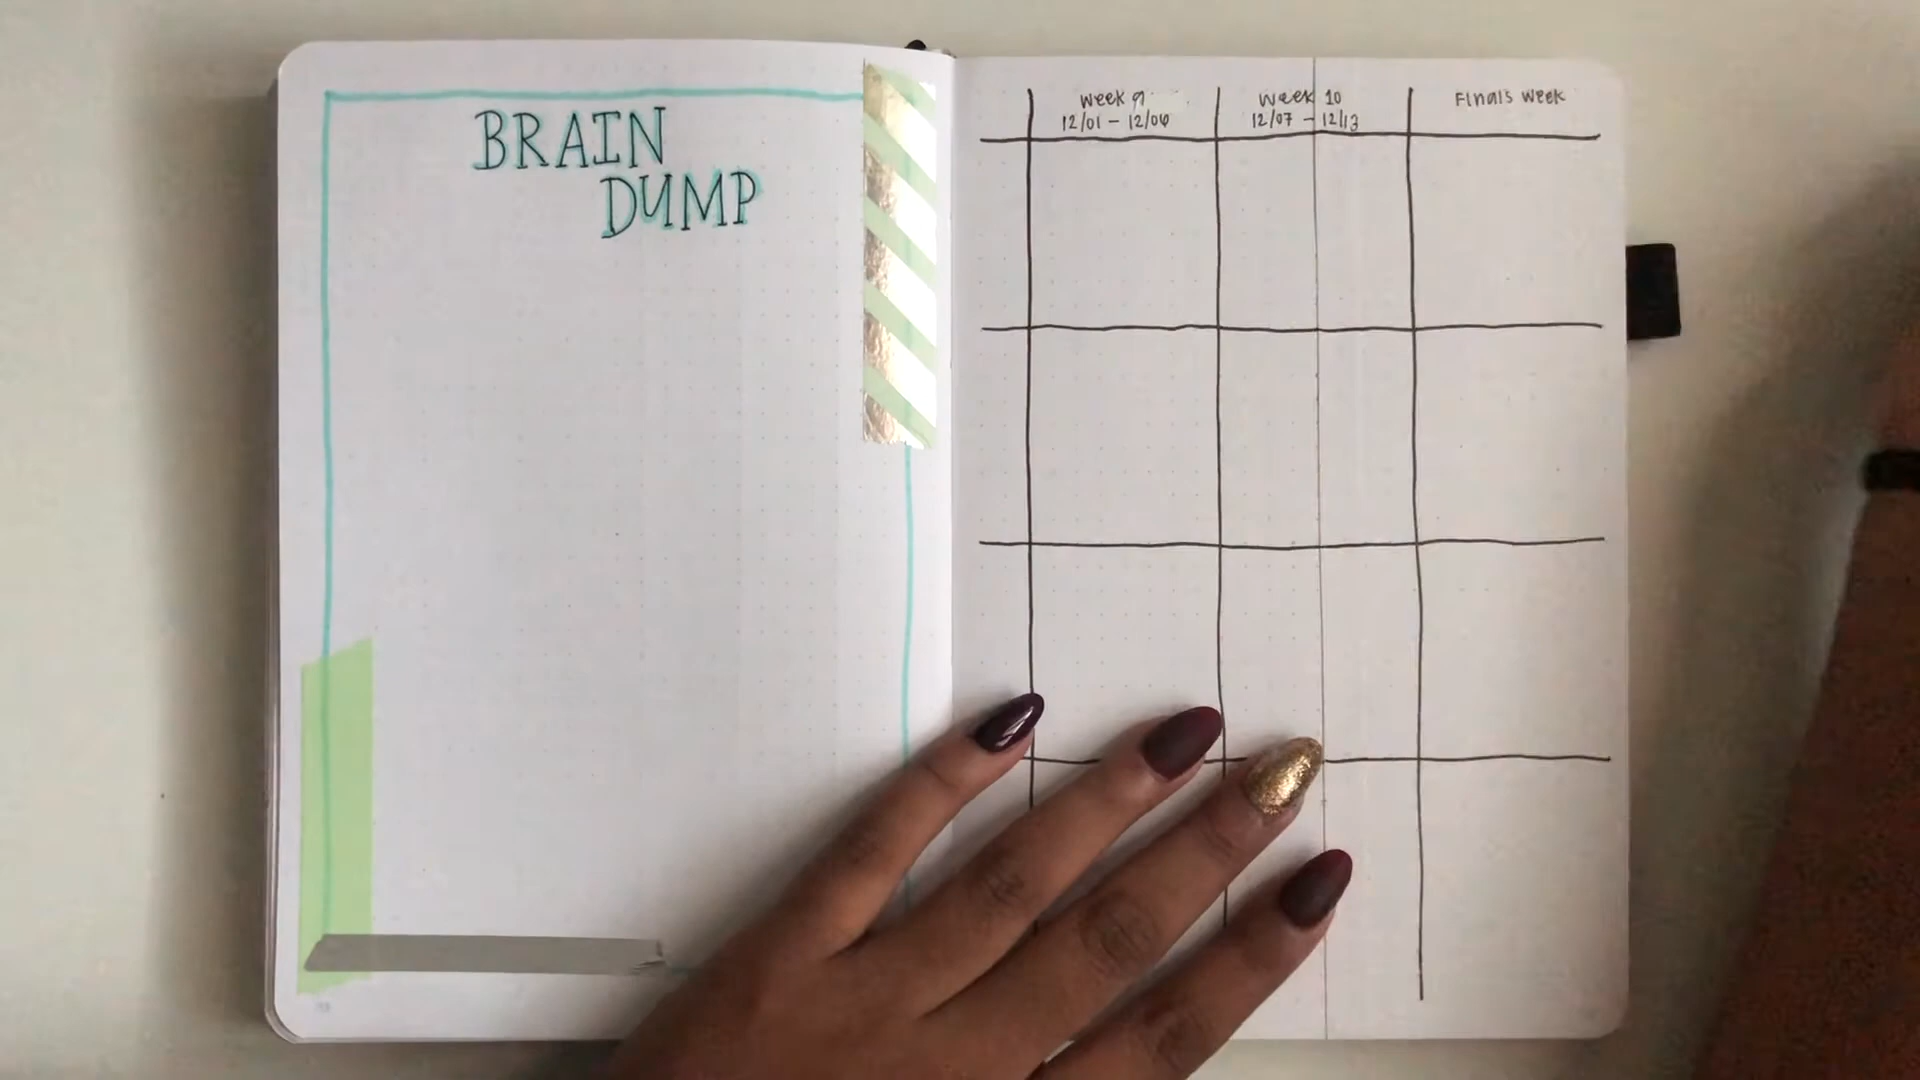 BRAIN
DUMP
Week 9
12/01 - 12/06
Week 10
12/07 - 12/13
Finals Week